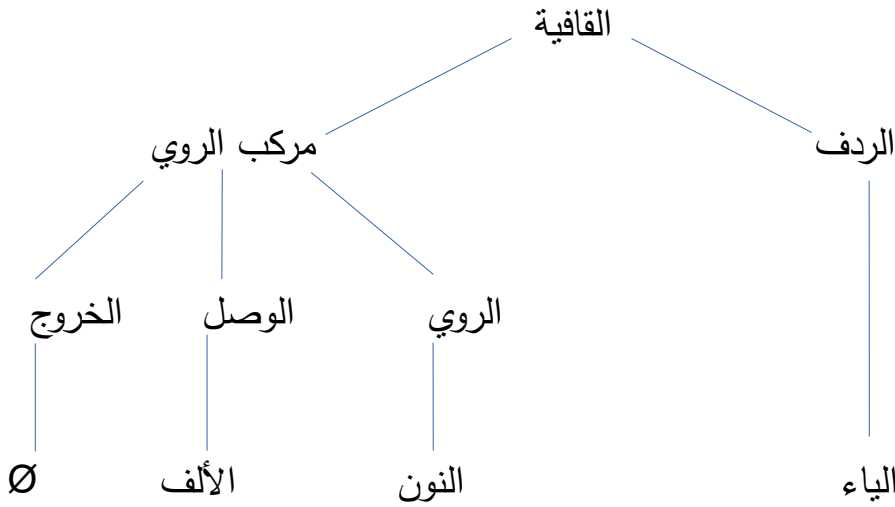 القافية
الردف مركب الروي
الروي الوصل الخروج
الياء النون الألف Ø